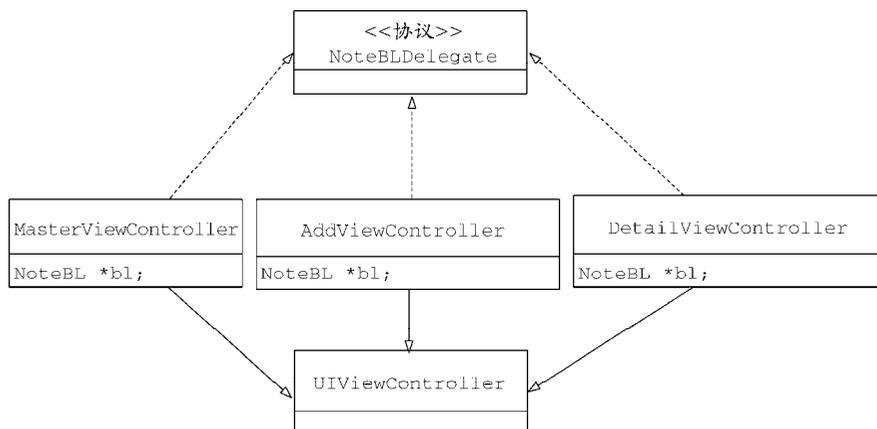 <<协议>>
NoteBLDelegate
MasterViewController
AddViewController
DetailViewController
NoteBL *bl;
NoteBL *bl;
NoteBL *bl;
UIViewController